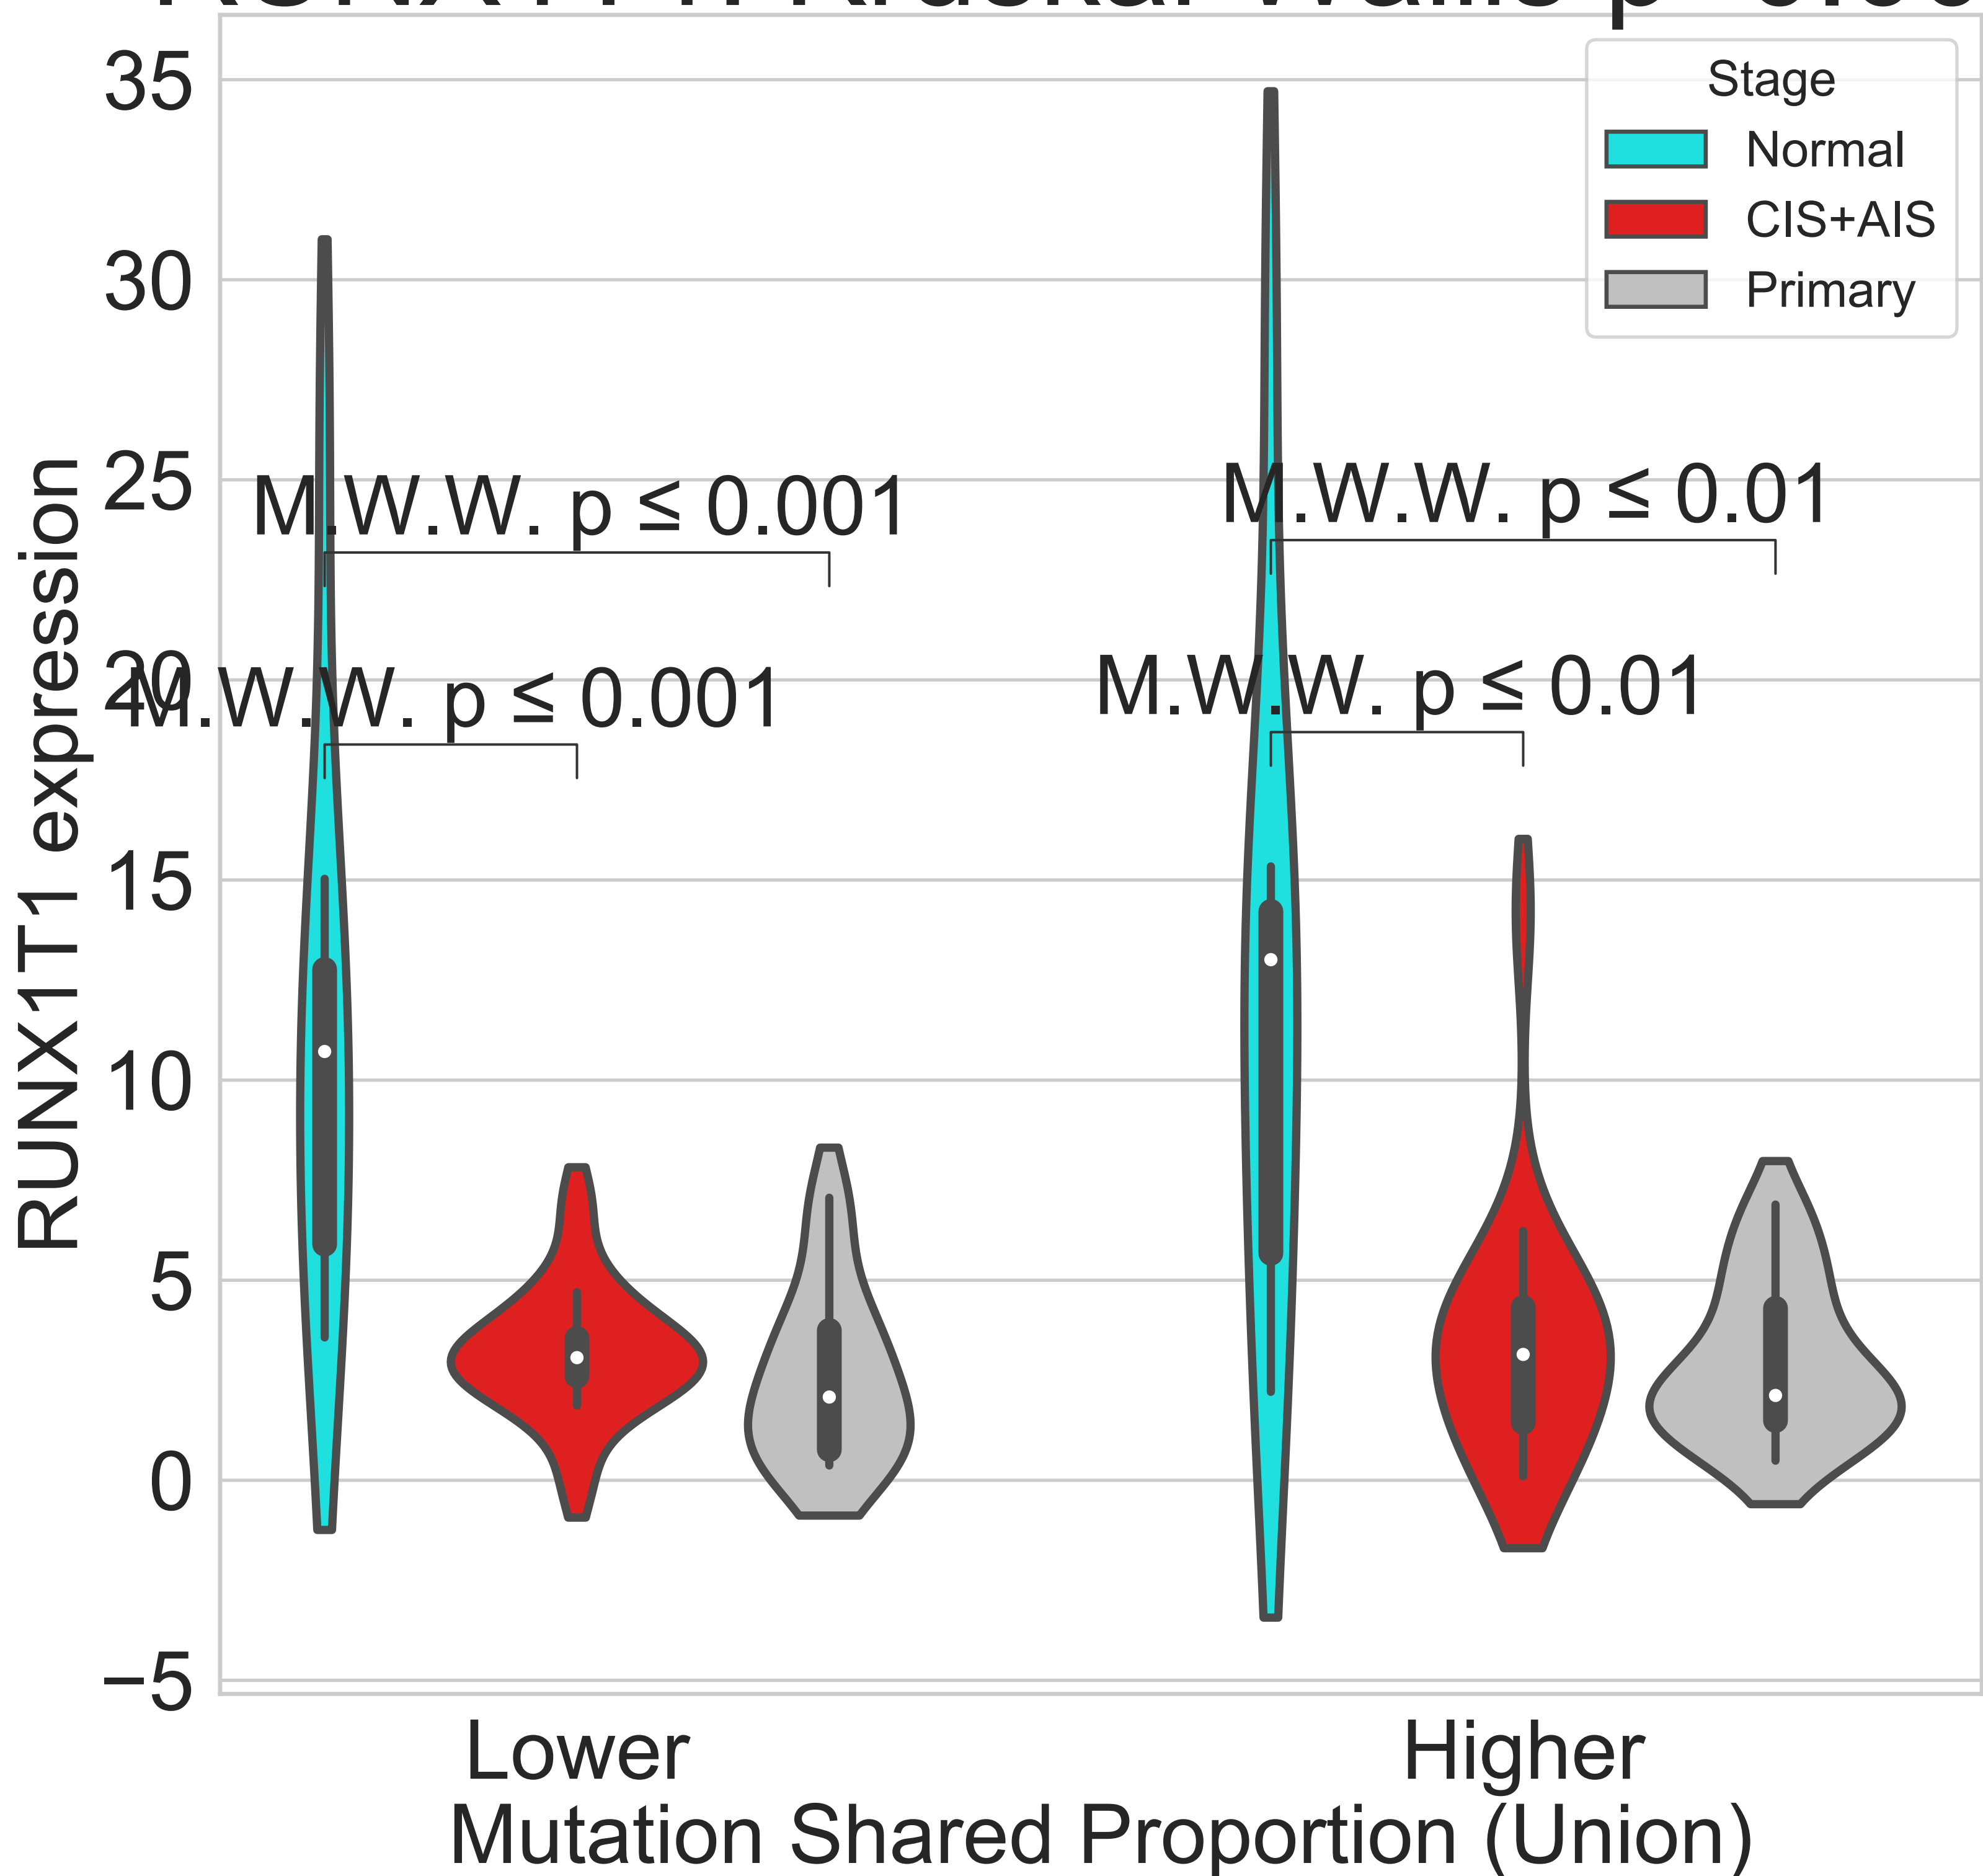 35
30
25
20
15
10
5
0
−5
RUNX1T1 expression
Stage
Normal
CIS+AIS
Primary
M.W.W. p ≤ 0.001
M.W.W. p ≤ 0.01
M.W.W. p ≤ 0.001
M.W.W. p ≤ 0.01
Lower
Higher
Mutation Shared Proportion (Union)